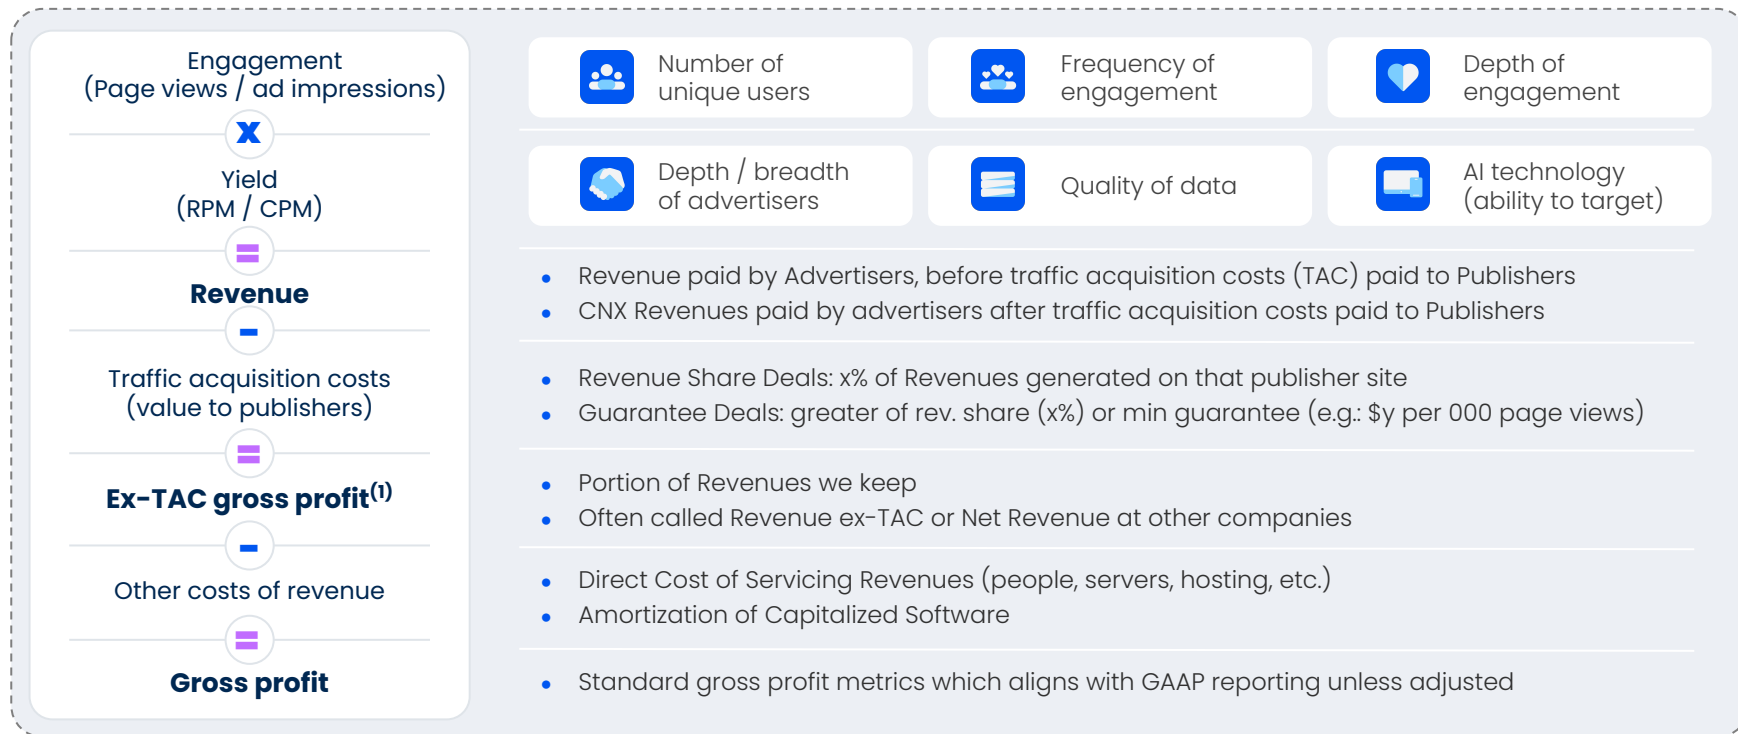 Engagement
(Page views / ad impressions)
x
Yield
(RPM / CPM)
=
Revenue
-
Traffic acquisition costs
(value to publishers)
=
Ex-TAC gross profit(1)
-
Other costs of revenue
=
Gross profit
Number of
unique users
Frequency of
engagement
Depth of
engagement
Depth / breadth
of advertisers
Quality of data
AI technology
(ability to target)
• Revenue paid by Advertisers, before traffic acquisition costs (TAC) paid to Publishers
• CNX Revenues paid by advertisers after traffic acquisition costs paid to Publishers
• Revenue Share Deals: x% of Revenues generated on that publisher site
• Guarantee Deals: greater of rev. share (x%) or min guarantee (e.g.: $y per 000 page views)
• Portion of Revenues we keep
• Often called Revenue ex-TAC or Net Revenue at other companies
• Direct Cost of Servicing Revenues (people, servers, hosting, etc.)
• Amortization of Capitalized Software
• Standard gross profit metrics which aligns with GAAP reporting unless adjusted